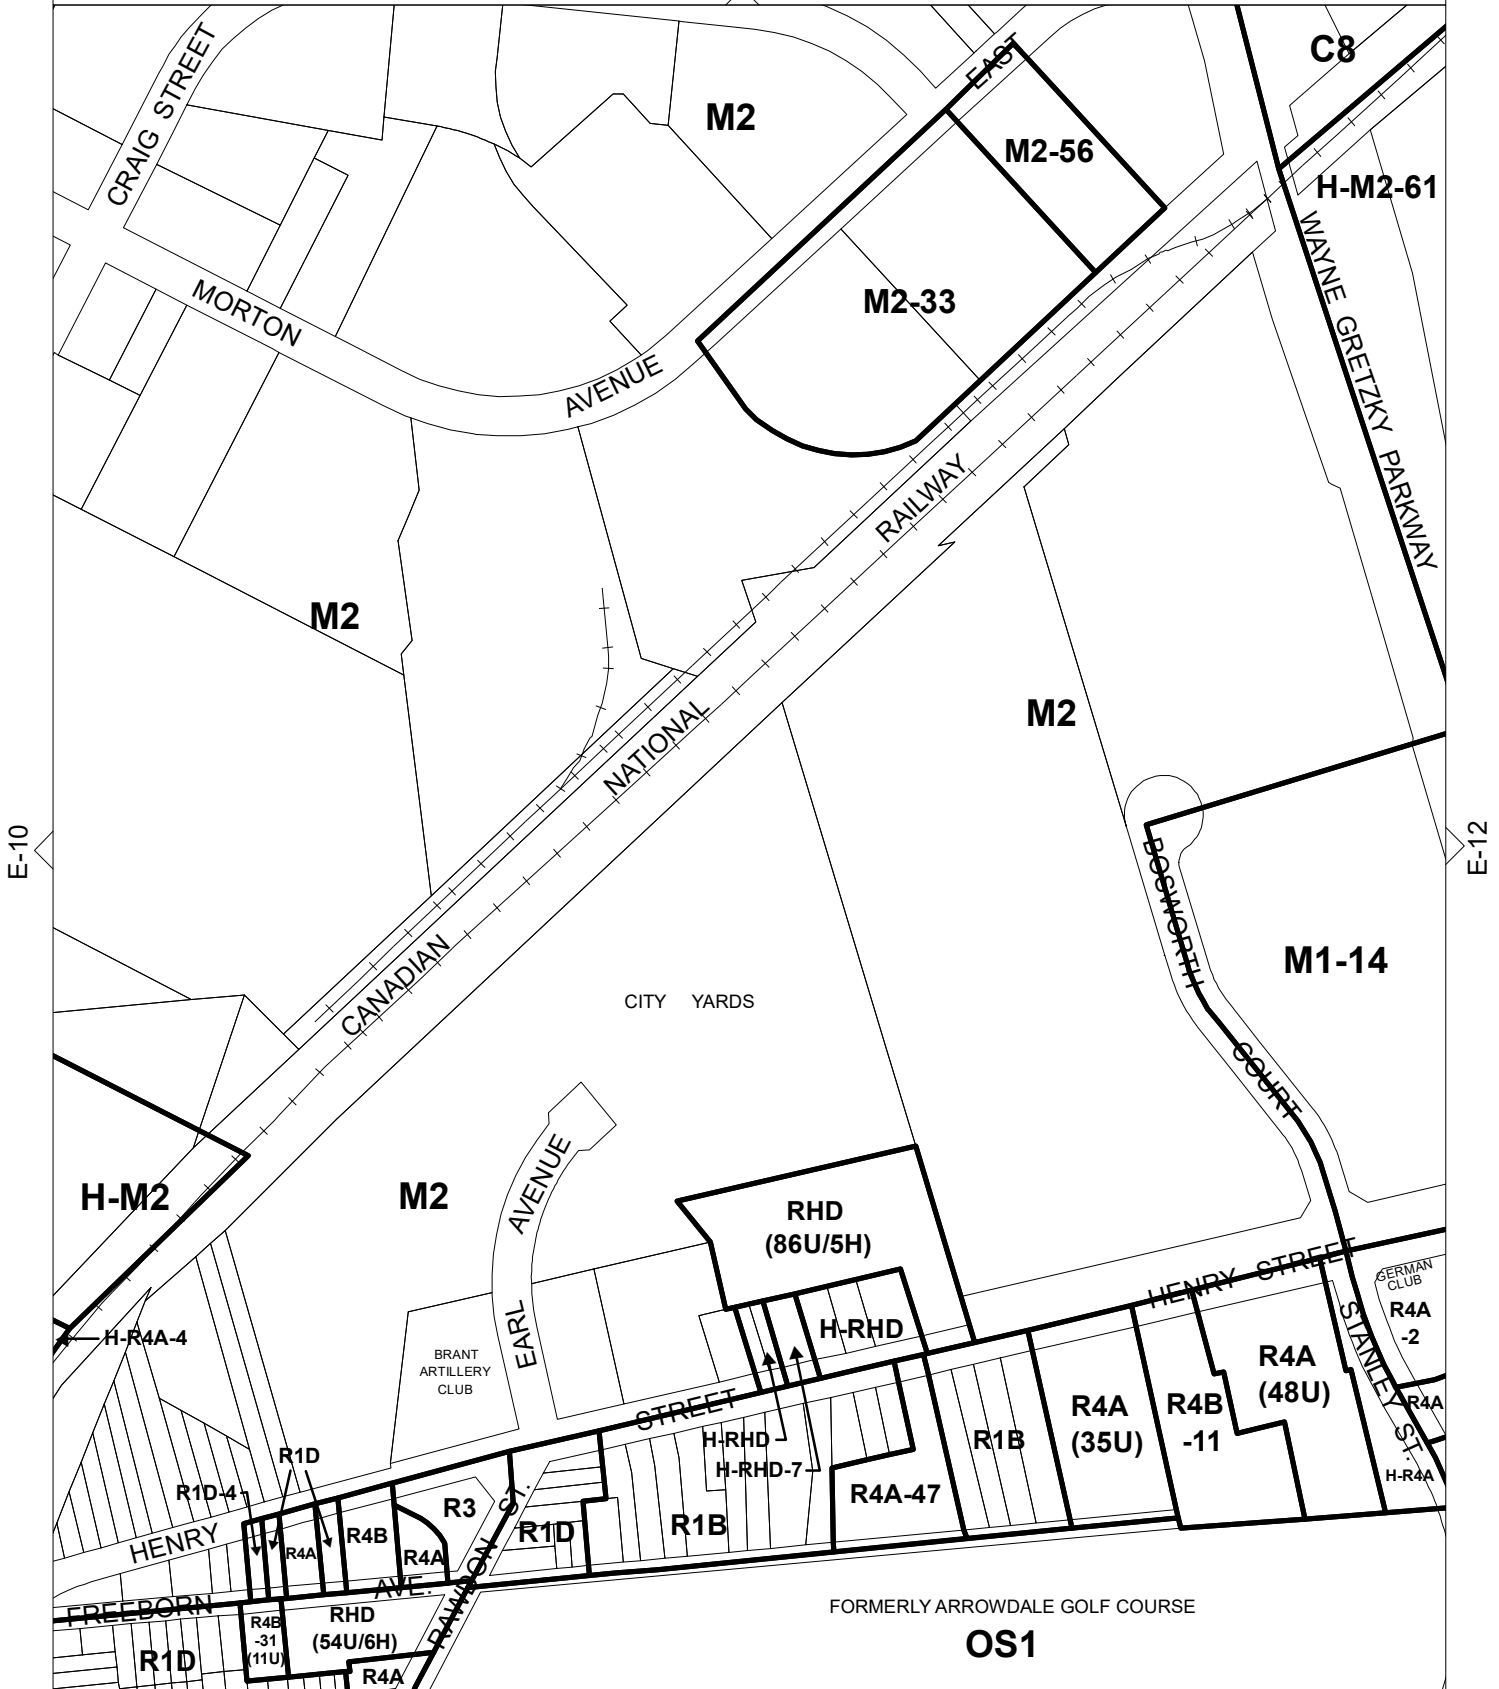 CRAIG STREET
EAST
C8
M2
M2-56
H-M2-61
MORTON
M2-33
WAYNE GRETZKY PARKWAY
AVENUE
RAILWAY
M2
NATIONAL
M2
E-10
E-12
BOSWORTH
CANADIAN
M1-14
CITY YARDS
COURT
H-M2
M2
AVENUE
RHD
(86U/5H)
HENRY STREET
GERMAN
CLUB
R4A
-2
H-R4A-4
EARL
H-RHD
STANLEY ST.
BRANT
ARTILLERY
CLUB
R4A
(48U)
R4A
(35U)
R4B
-11
R4A
STREET
H-RHD
R1B
H-RHD-7
R1D
H-R4A
R1D-4
R4A-47
R3
HENRY
R4B
R4A
R4A
R1D
R1B
RAWDON ST.
FREEBORN AVE.
R4B
-31
(11U)
RHD
(54U/6H)
FORMERLY ARROWDALE GOLF COURSE
OS1
R1D
R4A